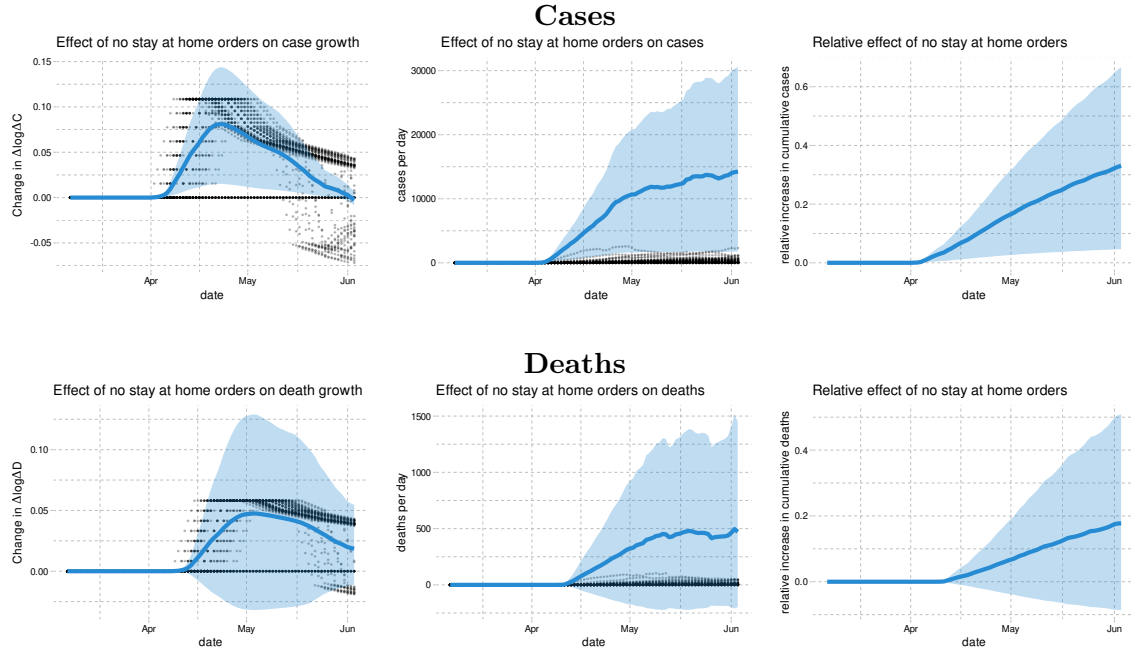 Cases
Effect of no stay at home orders on case growth
0.15
0.10
0.05
0.00
-0.05
Change in ΔlogΔC
Apr May Jun
date
Effect of no stay at home orders on cases
30000
20000
10000
0
cases per day
Apr May Jun
date
Relative effect of no stay at home orders
0.6
0.4
0.2
0.0
relative increase in cumulative cases
Apr May Jun
date
Deaths
Effect of no stay at home orders on death growth
0.10
0.05
0.00
Change in ΔlogΔD
Apr May Jun
date
Effect of no stay at home orders on deaths
1500
1000
500
0
deaths per day
Apr May Jun
date
Relative effect of no stay at home orders
0.4
0.2
0.0
relative increase in cumulative deaths
Apr May Jun
date